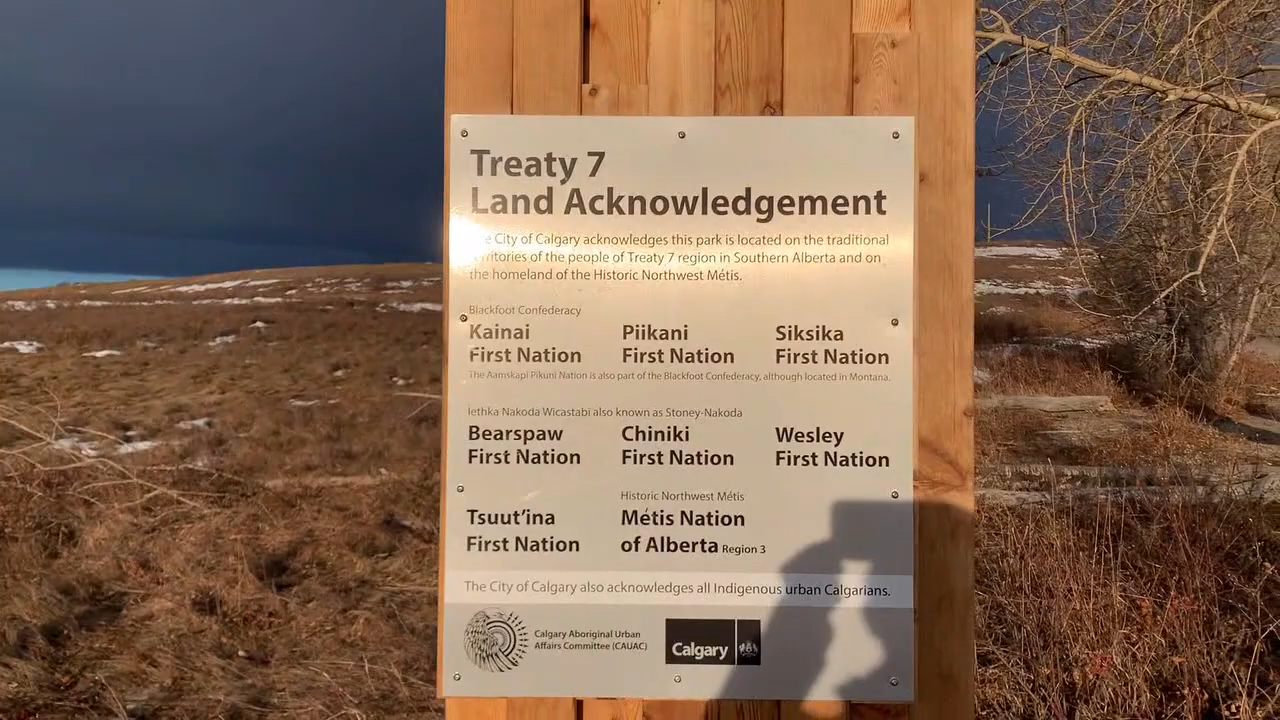 Treaty 7
Land Acknowledgement
City of Calgary acknowledges this park is located on the traditional
territories of the people of Treaty 7 region in Southern Alberta and on
the homeland of the Historic Northwest Métis.
Blackfoot Confederacy
Kainai First Nation
Piikani First Nation
Siksika First Nation
The Aamskapi Pikuni Nation is also part of the Blackfoot Confederacy, although located in Montana.
Iethka Nakoda Wicastabi also known as Stoney-Nakoda
Bearspaw First Nation
Chiniki First Nation
Wesley First Nation
Tsuut'ina First Nation
Historic Northwest Métis
Métis Nation
of Alberta Region 3
The City of Calgary also acknowledges all Indigenous urban Calgarians.
Calgary Aboriginal Urban
Affairs Committee (CAUAC)
Calgary